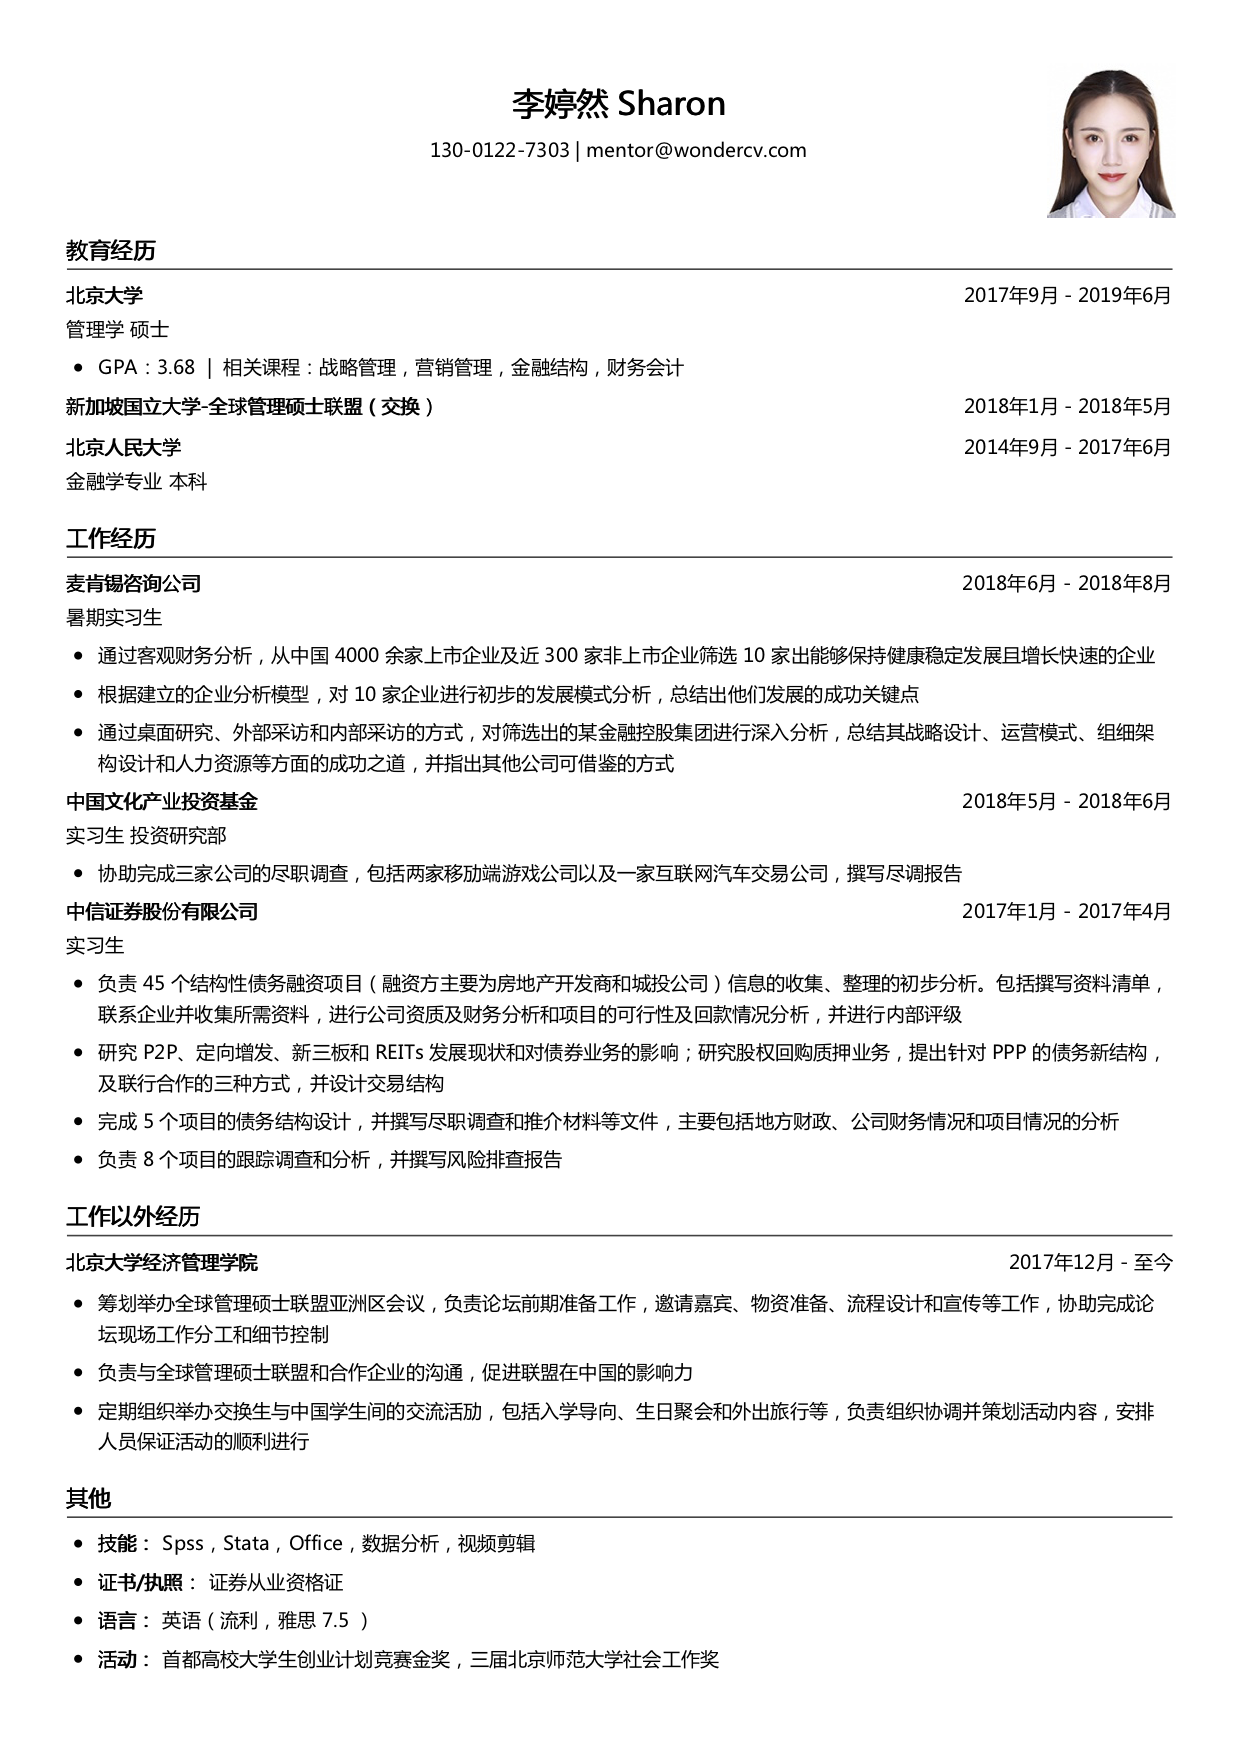 李婷然 Sharon
130-0122-7303 | mentor@wondercv.com
教育经历
北京大学 2017年9月 - 2019年6月
管理学 硕士
• GPA：3.68 | 相关课程：战略管理，营销管理，金融结构，财务会计
新加坡国立大学-全球管理硕士联盟（交换） 2018年1月 - 2018年5月
北京人民大学 2014年9月 - 2017年6月
金融学专业 本科
工作经历
麦肯锡咨询公司 2018年6月 - 2018年8月
暑期实习生
• 通过客观财务分析，从中国 4000 余家上市企业及近 300 家非上市企业筛选 10 家出能够保持健康稳定发展且增长快速的企业
• 根据建立的企业分析模型，对 10 家企业进行初步的发展模式分析，总结出他们发展的成功关键点
• 通过桌面研究、外部采访和内部采访的方式，对筛选出的某金融控股集团进行深入分析，总结其战略设计、运营模式、组细架
构设计和人力资源等方面的成功之道，并指出其他公司可借鉴的方式
中国文化产业投资基金 2018年5月 - 2018年6月
实习生 投资研究部
• 协助完成三家公司的尽职调查，包括两家移励端游戏公司以及一家互联网汽车交易公司，撰写尽调报告
中信证券股份有限公司 2017年1月 - 2017年4月
实习生
• 负责 45 个结构性债务融资项目（融资方主要为房地产开发商和城投公司）信息的收集、整理的初步分析。包括撰写资料清单，
联系企业并收集所需资料，进行公司资质及财务分析和项目的可行性及回款情况分析，并进行内部评级
• 研究 P2P、定向增发、新三板和 REITs 发展现状和对债券业务的影响；研究股权回购质押业务，提出针对 PPP 的债务新结构，
及联行合作的三种方式，并设计交易结构
• 完成 5 个项目的债务结构设计，并撰写尽职调查和推介材料等文件，主要包括地方财政、公司财务情况和项目情况的分析
• 负责 8 个项目的跟踪调查和分析，并撰写风险排查报告
工作以外经历
北京大学经济管理学院 2017年12月 - 至今
• 筹划举办全球管理硕士联盟亚洲区会议，负责论坛前期准备工作，邀请嘉宾、物资准备、流程设计和宣传等工作，协助完成论
坛现场工作分工和细节控制
• 负责与全球管理硕士联盟和合作企业的沟通，促进联盟在中国的影响力
• 定期组织举办交换生与中国学生间的交流活励，包括入学导向、生日聚会和外出旅行等，负责组织协调并策划活动内容，安排
人员保证活动的顺利进行
其他
• 技能： Spss，Stata，Office，数据分析，视频剪辑
• 证书/执照： 证券从业资格证
• 语言： 英语（流利，雅思 7.5 ）
• 活动： 首都高校大学生创业计划竞赛金奖，三届北京师范大学社会工作奖